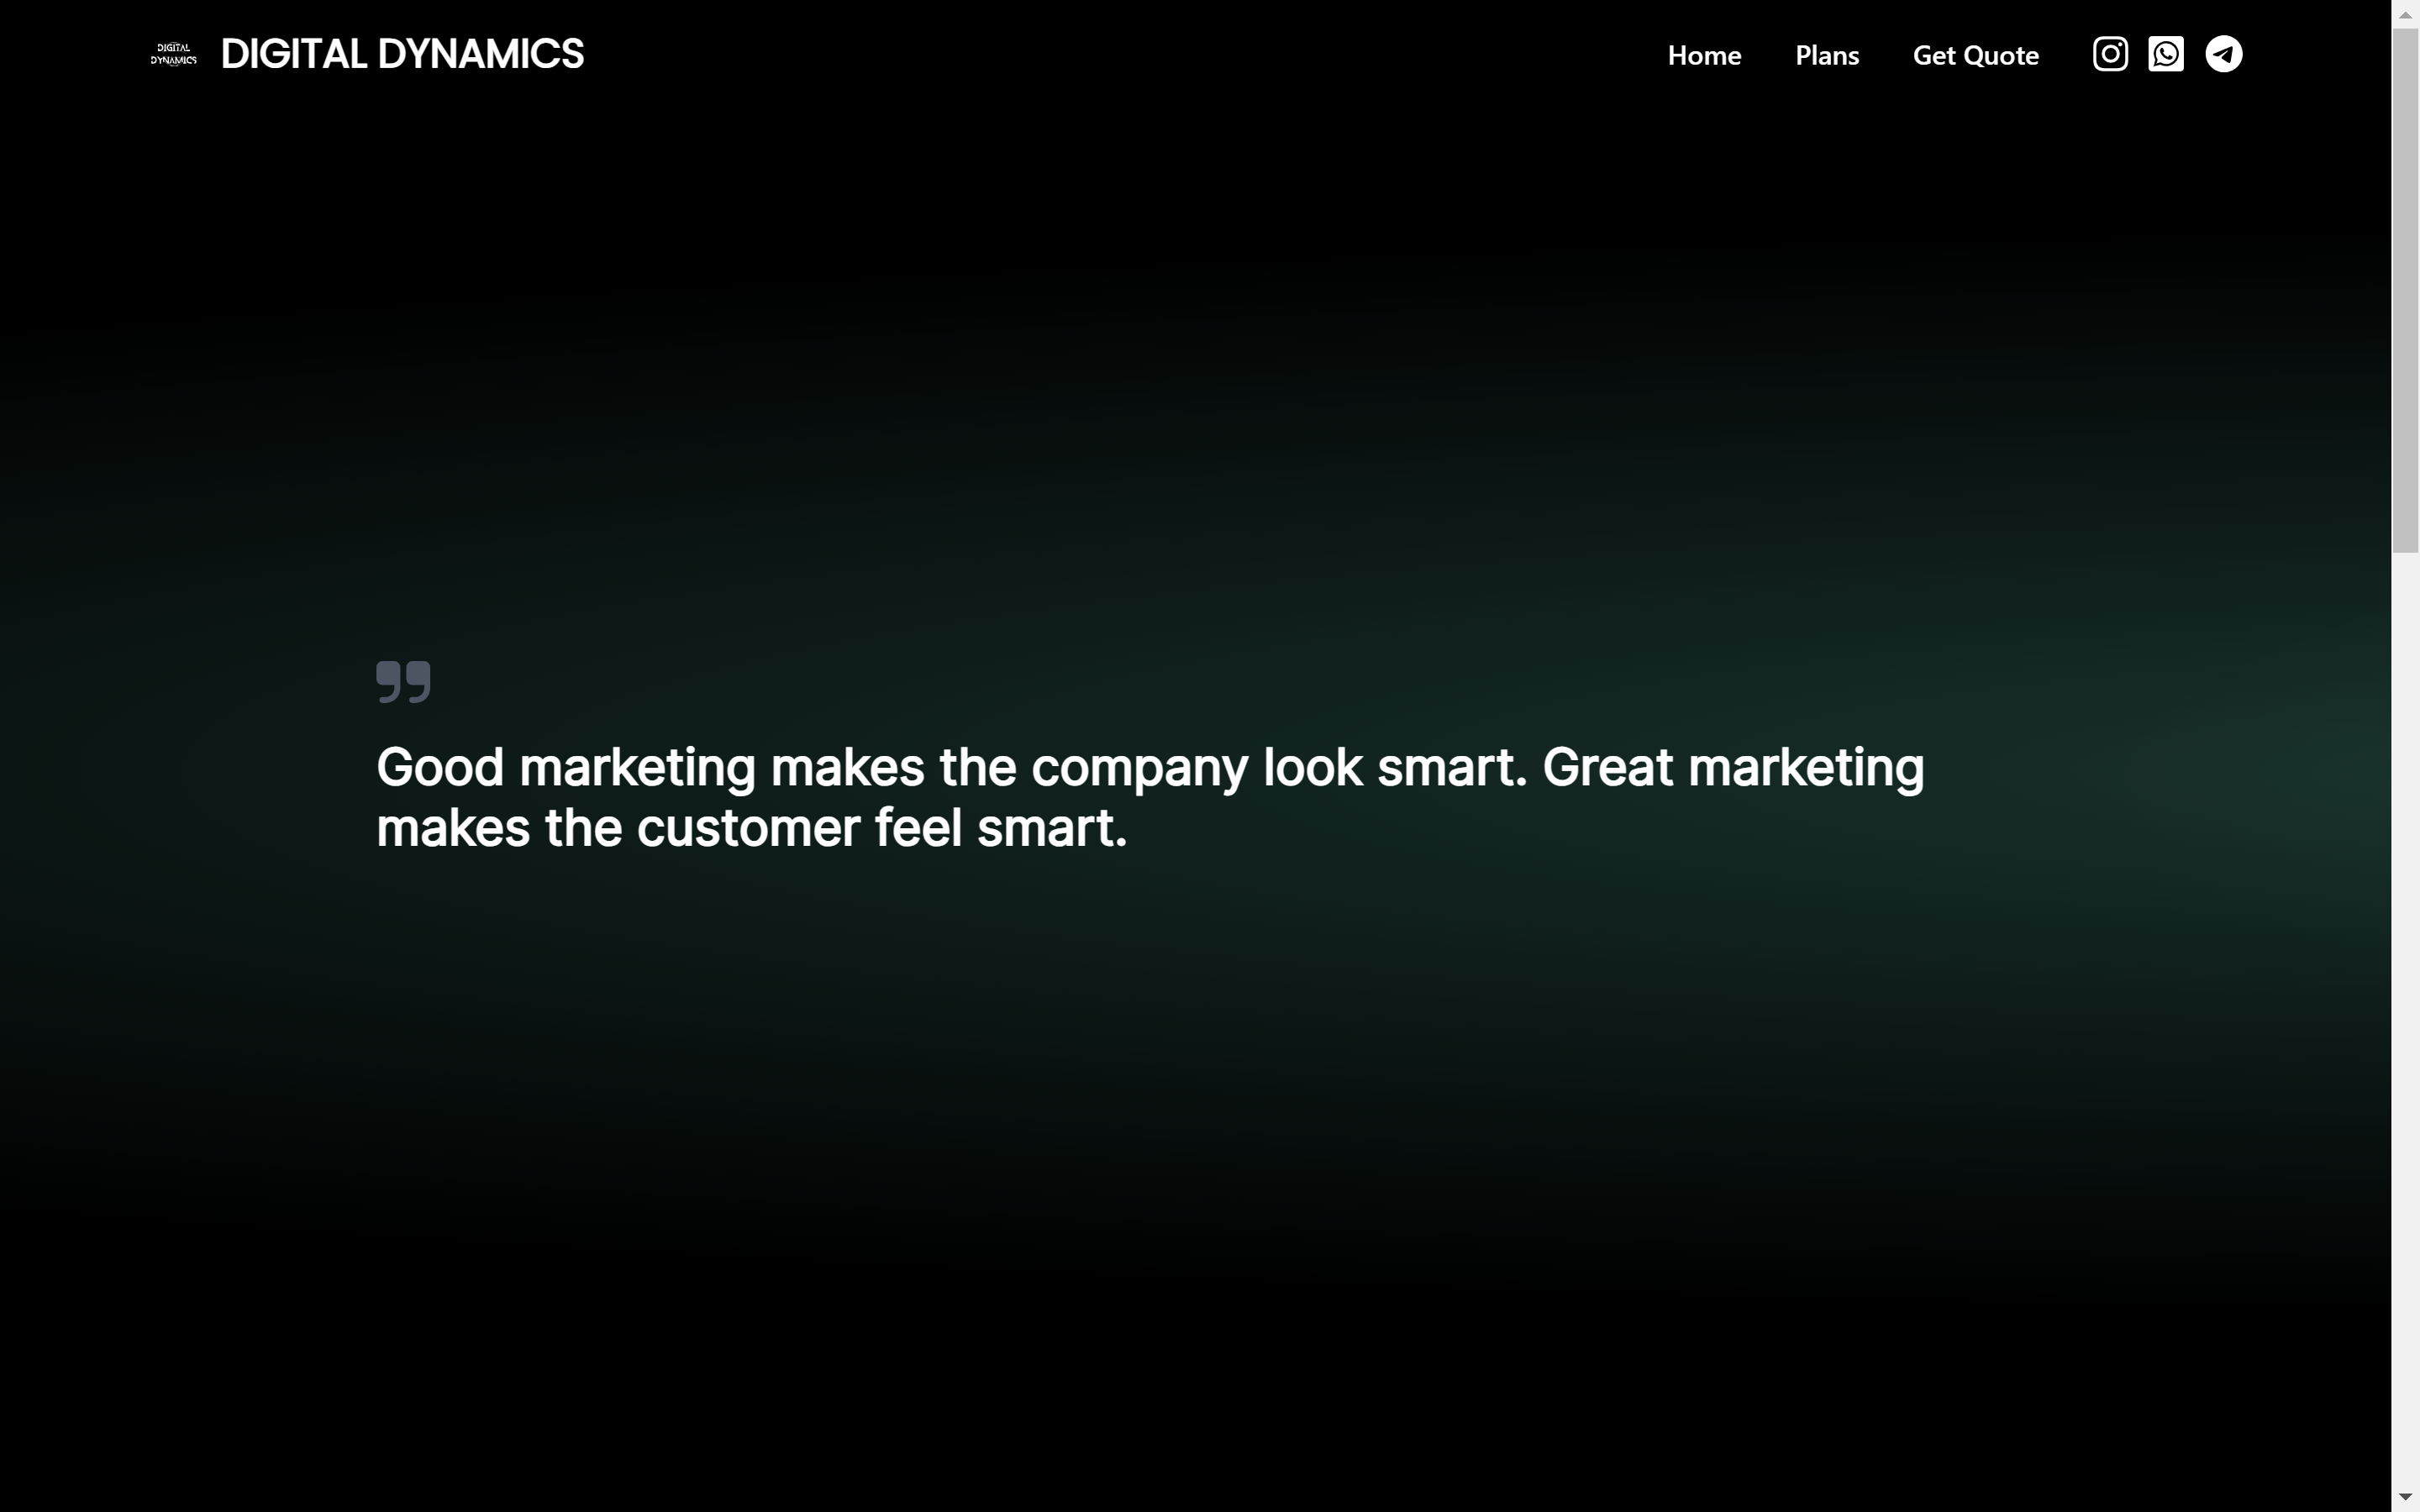 DIGITAL
DYNAMICS
DIGITAL DYNAMICS
Home Plans Get Quote
Good marketing makes the company look smart. Great marketing
makes the customer feel smart.